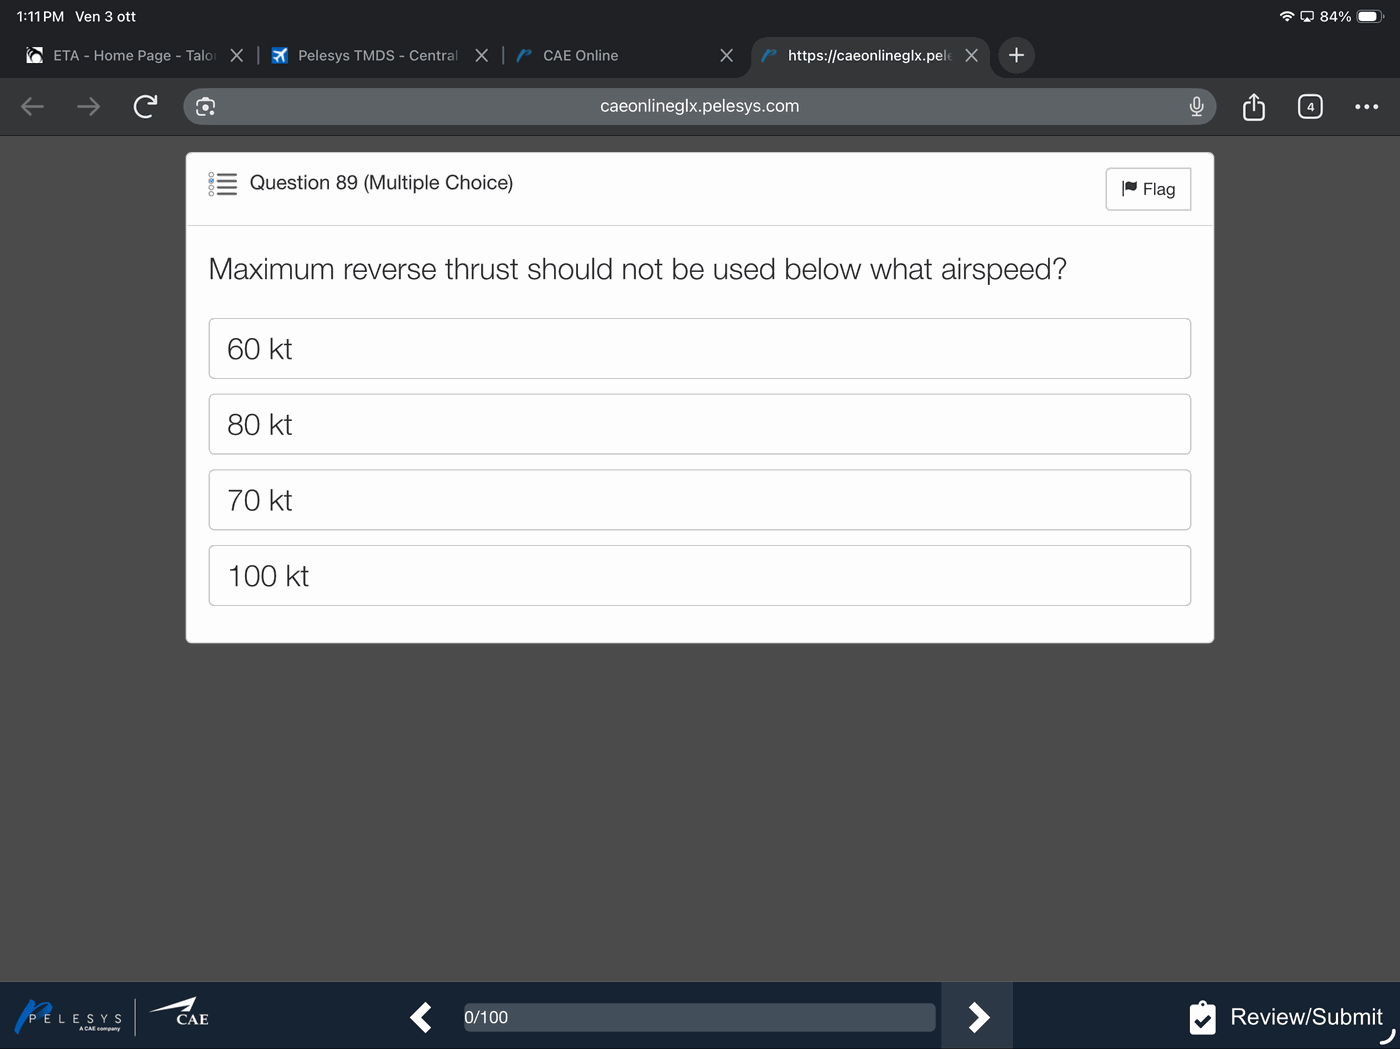 1:11 PM Ven 3 ott
84%
ETA - Home Page - Talo
Pelesys TMDS - Central
CAE Online
https://caeonlineglx.pele
caeonlineglx.pelesys.com
4
Question 89 (Multiple Choice)
Flag
Maximum reverse thrust should not be used below what airspeed?
60 kt
80 kt
70 kt
100 kt
PELESYS
A CAE company
CAE
0/100
Review/Submit